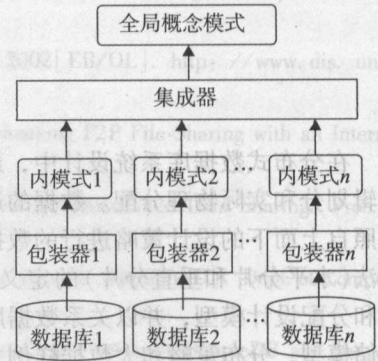 全局概念模式
集成器
内模式1 内模式2 ··· 内模式n
包装器1 包装器2 ··· 包装器n
数据库1 数据库2 ··· 数据库n